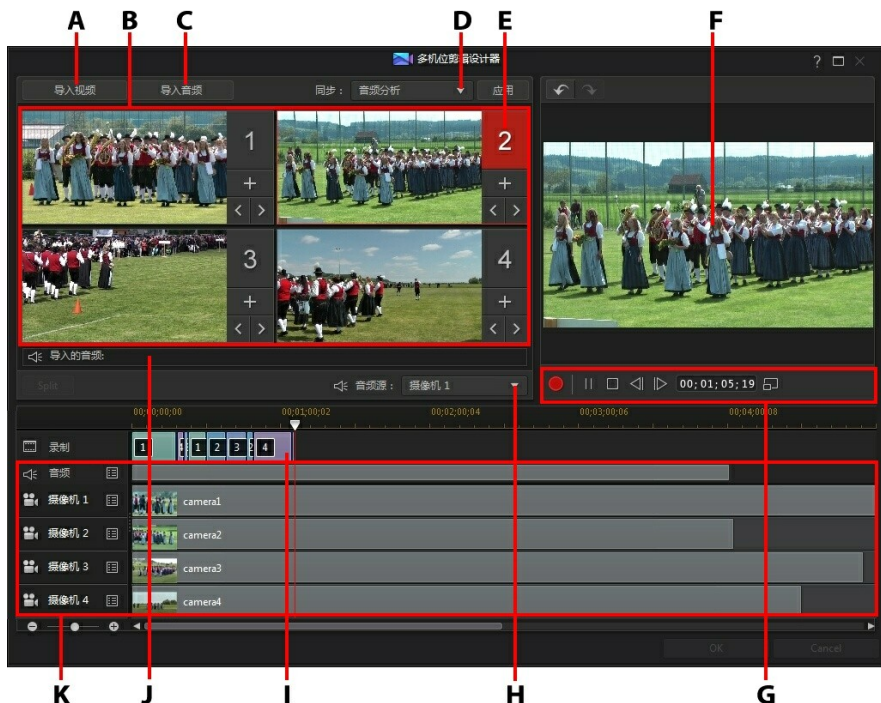 A B C D E F
多机位剪辑设计器
导入视频 导入音频 同步： 音频分析 应用
1 2
3 4
导入的音频:
Split 音频源： 摄像机 1 00; 01; 05; 19
00;00;00;00 00;01;00;02 00;02;00;04 00;03;00;06 00;04;00;08
录制 1 1 2 3 2 4
音频
摄像机 1 camera1
摄像机 2 camera2
摄像机 3 camera3
摄像机 4 camera4
OK Cancel
K J I H G